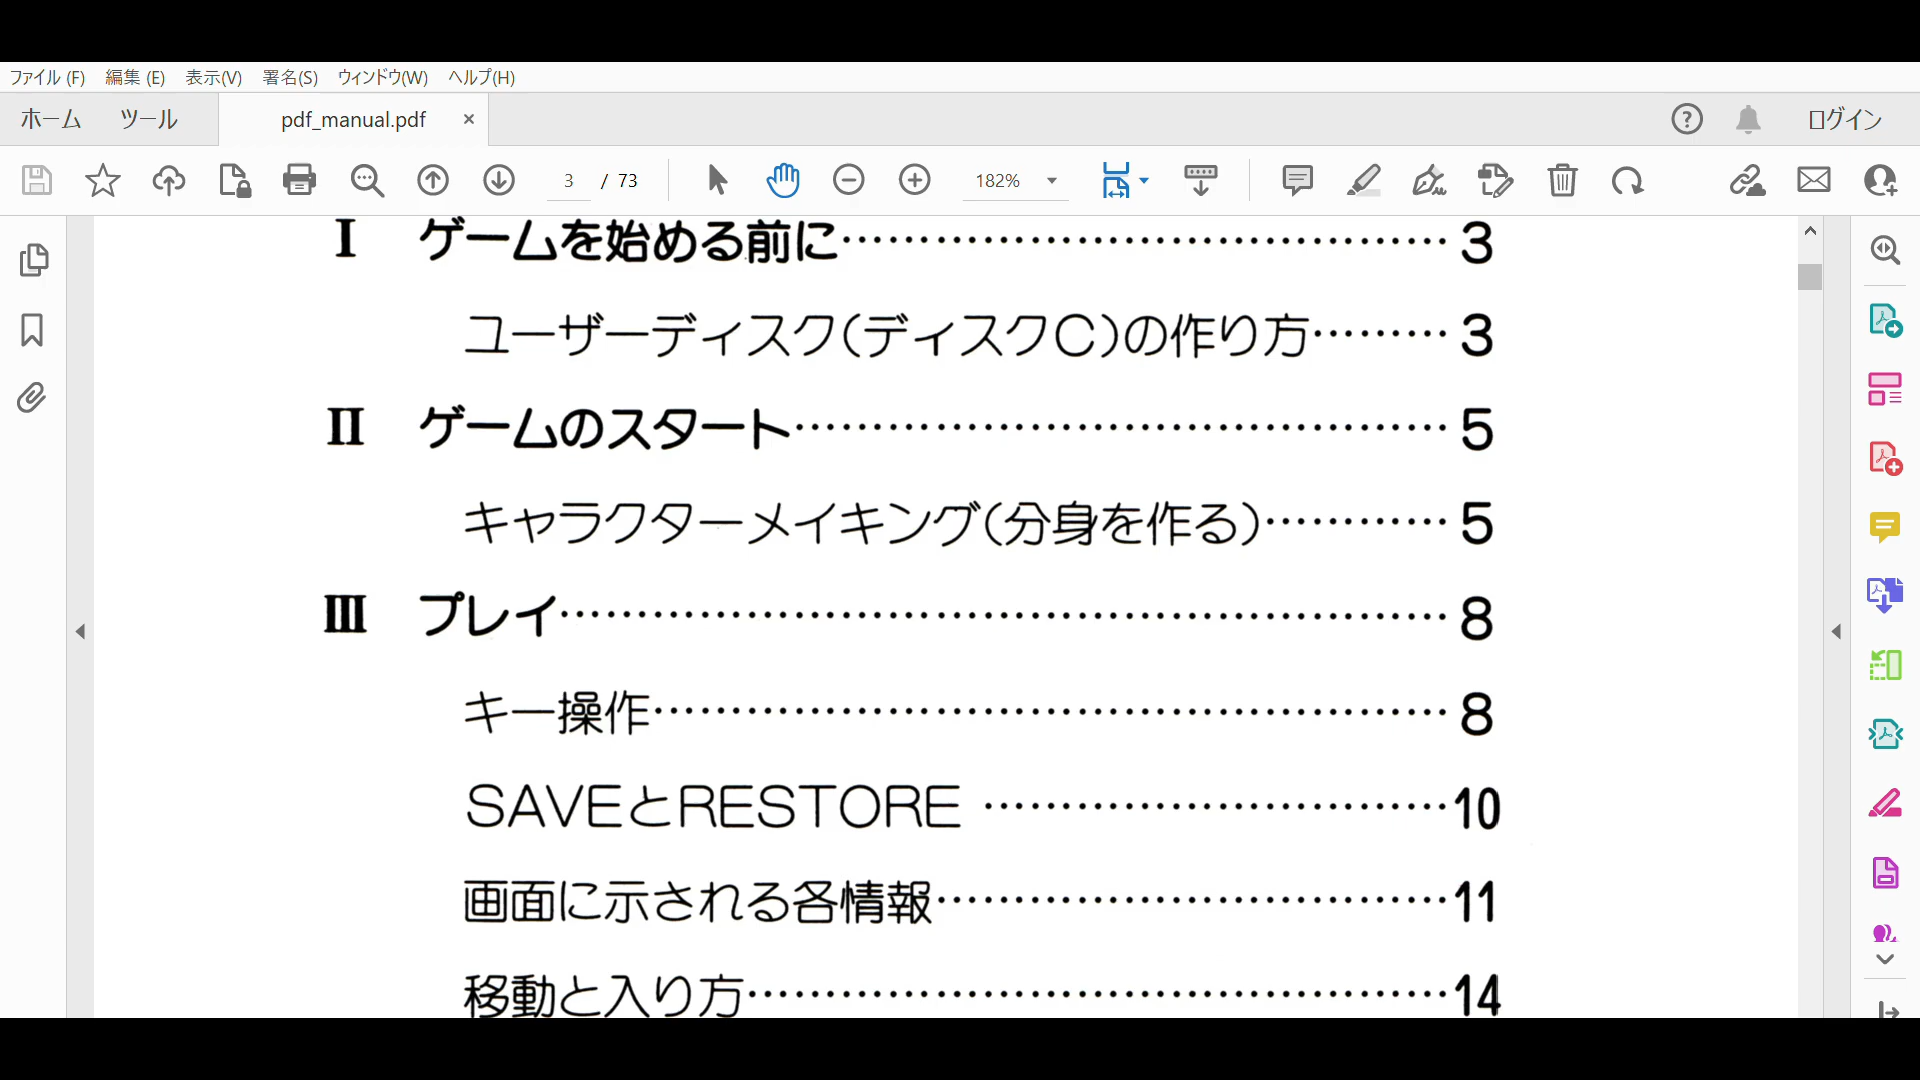 ファイル (F) 編集 (E) 表示(V) 署名(S) ウィンドウ(W) ヘルプ(H)
ホーム ツール pdf_manual.pdf × ? ログイン
3 / 73 182%
I ゲームを始める前に…………………………… 3
ユーザーディスク(ディスクC)の作り方……… 3
II ゲームのスタート…………………………… 5
キャラクターメイキング(分身を作る)………… 5
III プレイ…………………………………… 8
キー操作………………………………… 8
SAVEとRESTORE ……………………10
画面に示される各情報……………………11
移動と入り方……………………………14